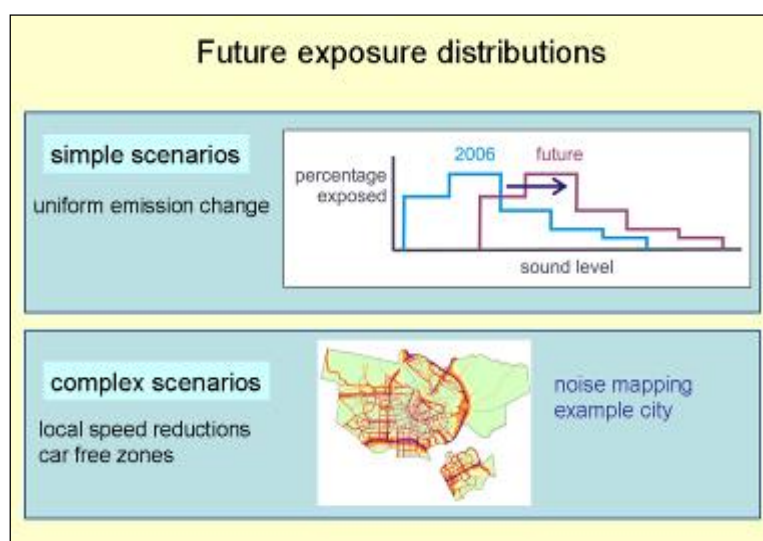 Future exposure distributions
simple scenarios
uniform emission change
2006 future
percentage
exposed
sound level
complex scenarios
local speed reductions
car free zones
noise mapping
example city